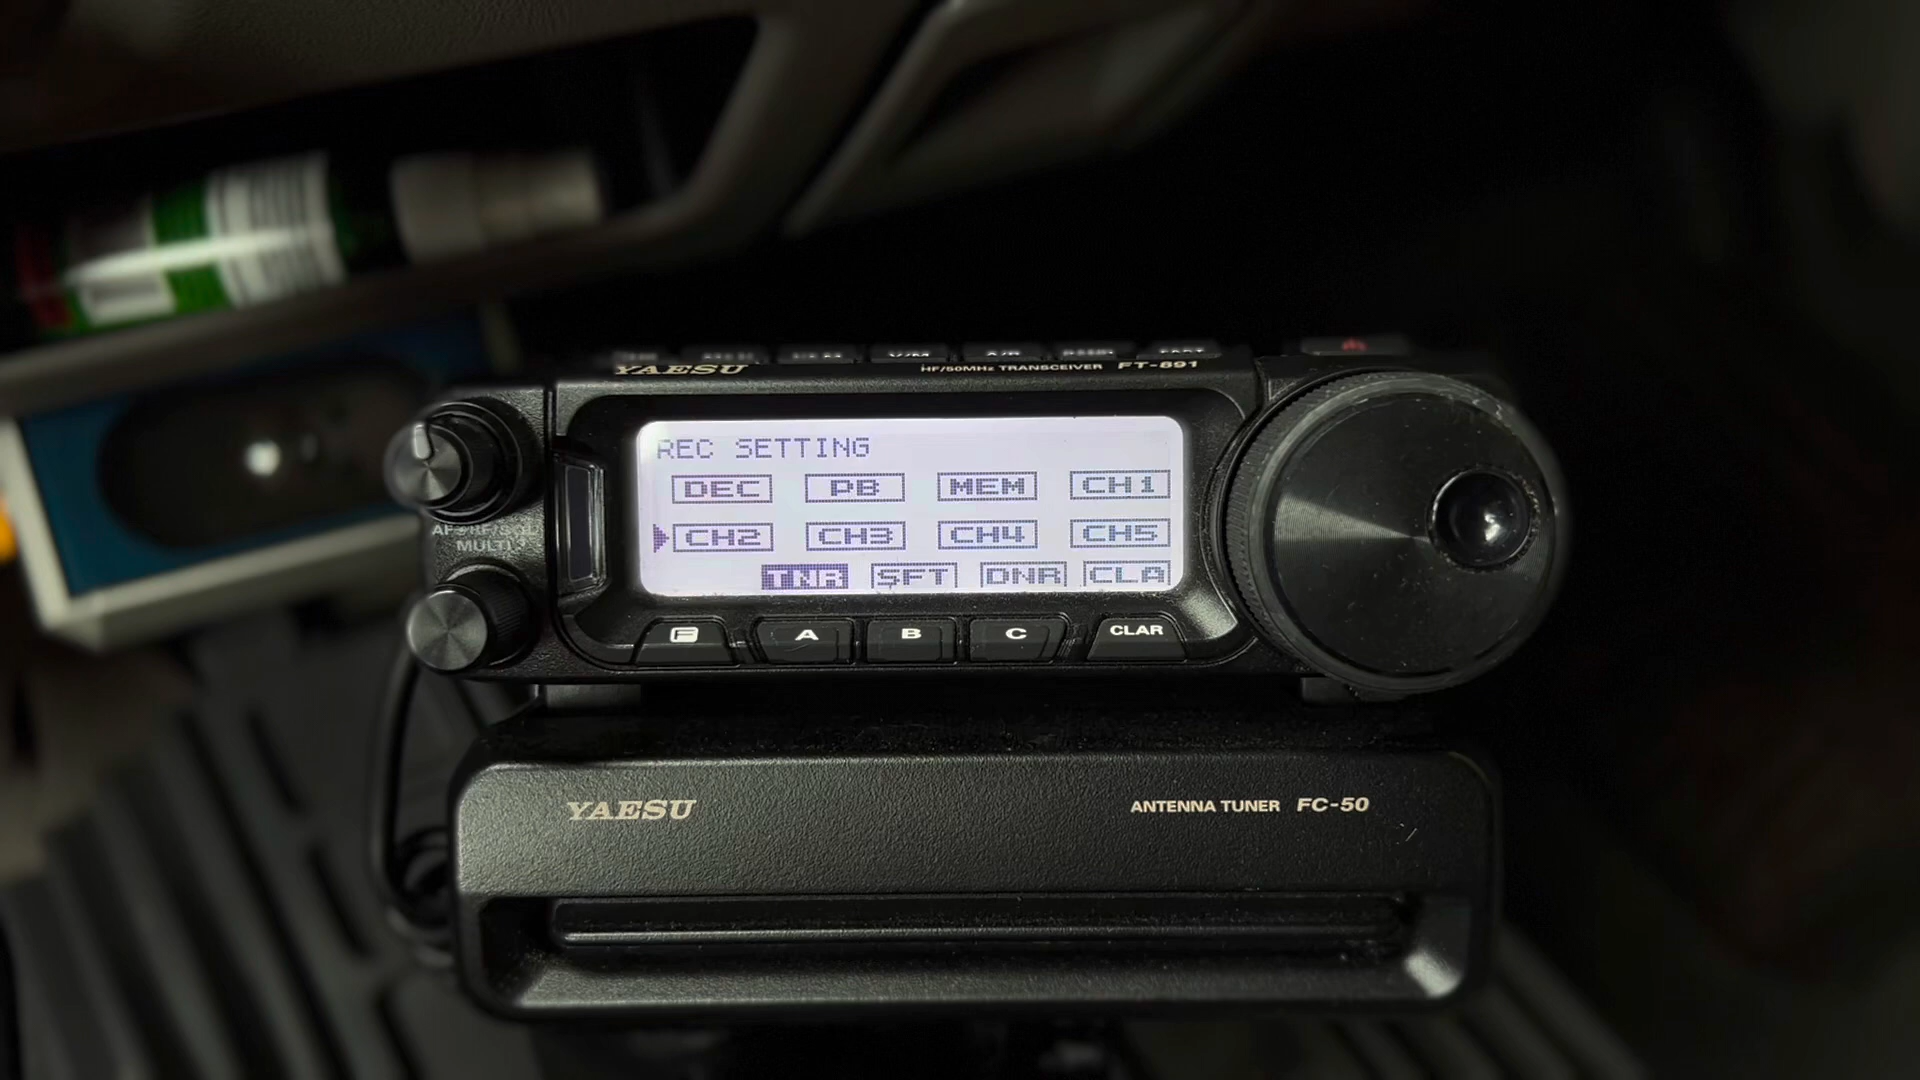 YAESU HF/50MHz TRANSCEIVER FT-891
REC SETTING
DEC PB MEM CH1
CH2 CH3 CH4 CH5
TNR SFT DNR CLA
MULTI
F A B C CLAR
YAESU ANTENNA TUNER FC-50